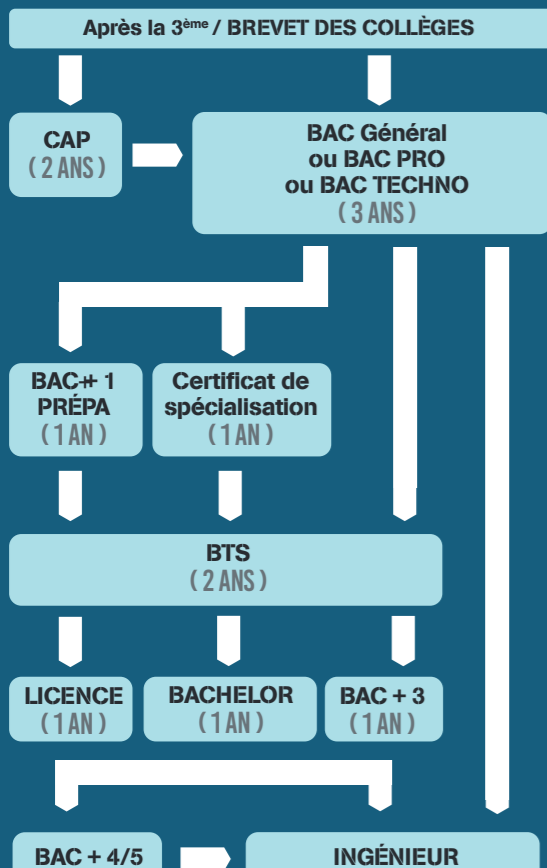 Après la 3ème / BREVET DES COLLÈGES
CAP
( 2 ANS )
BAC Général
ou BAC PRO
ou BAC TECHNO
( 3 ANS )
BAC+ 1
PRÉPA
( 1 AN )
Certificat de
spécialisation
( 1 AN )
BTS
( 2 ANS )
LICENCE
( 1 AN )
BACHELOR
( 1 AN )
BAC + 3
( 1 AN )
BAC + 4/5
INGÉNIEUR